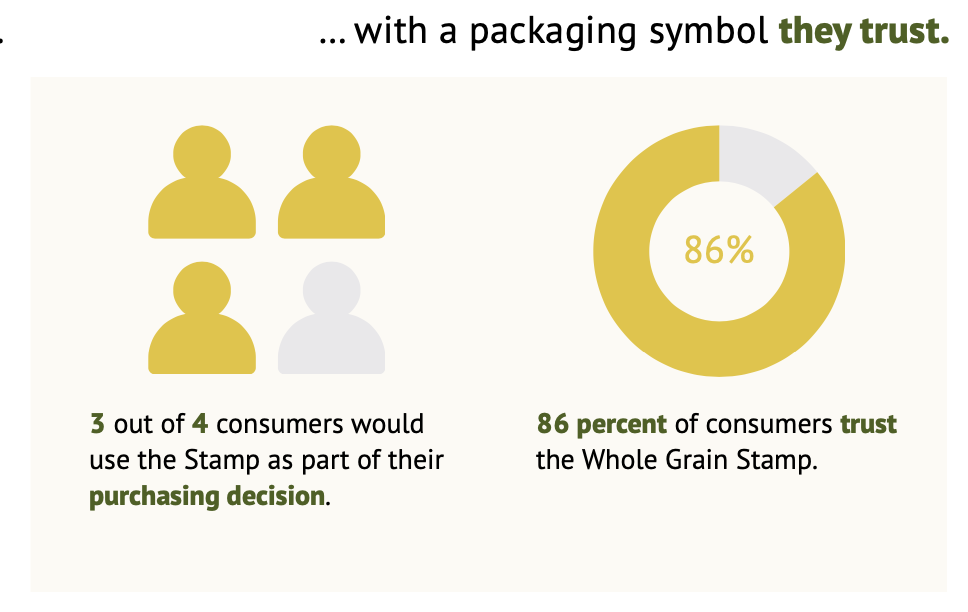 .
... with a packaging symbol they trust.
86%
3 out of 4 consumers would
use the Stamp as part of their
purchasing decision.
86 percent of consumers trust
the Whole Grain Stamp.